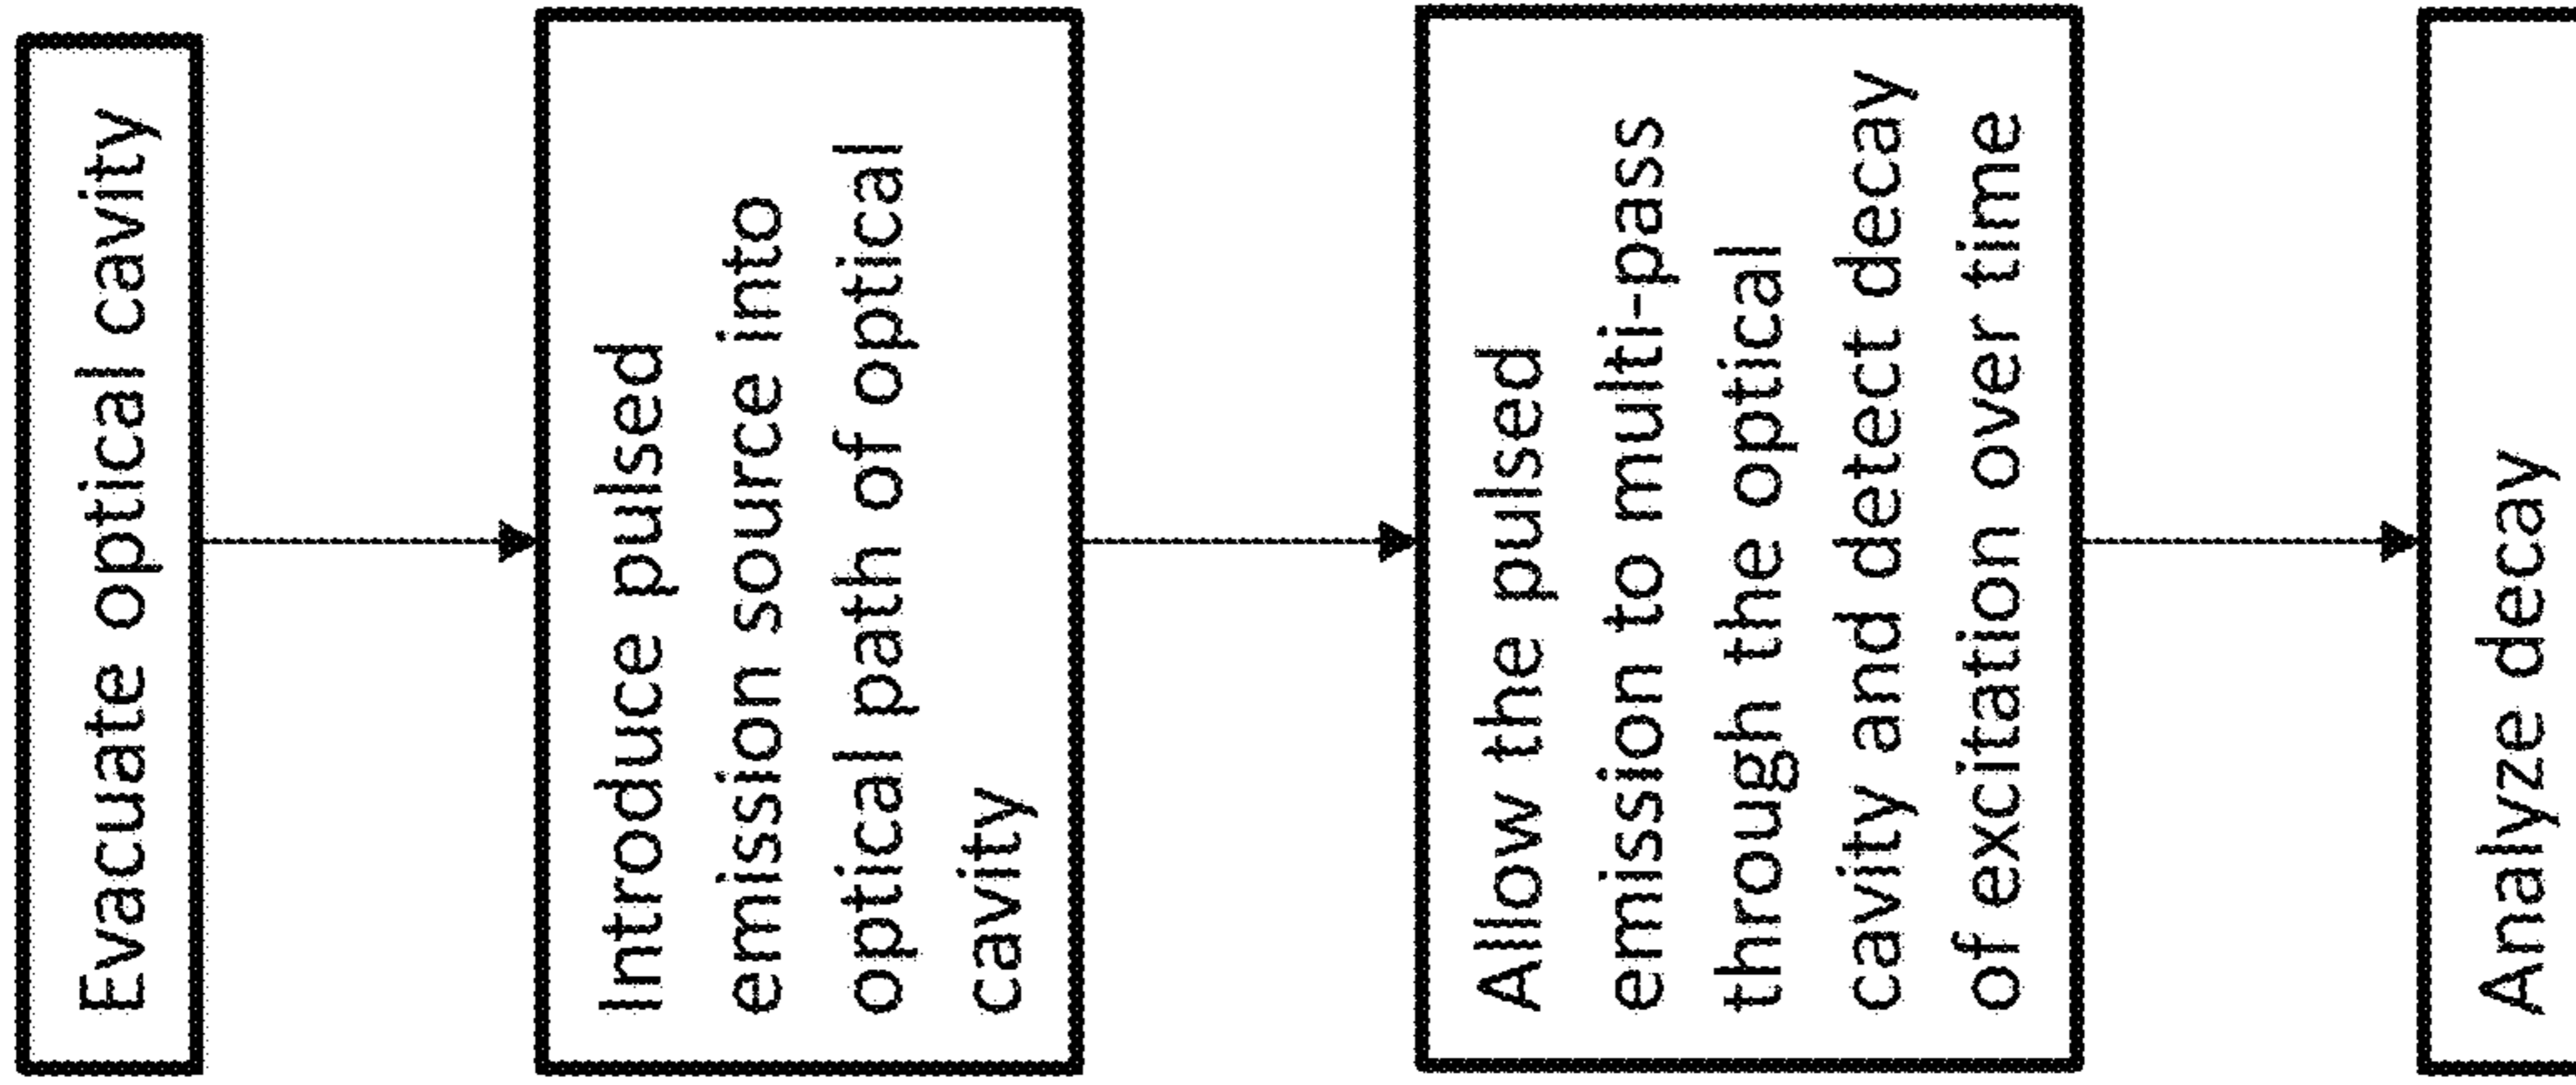 Evacuate optical cavity
Introduce pulsed
emission source into
optical path of optical
cavity
Allow the pulsed
emission to multi-pass
through the optical
cavity and detect decay
of excitation over time
Analyze decay